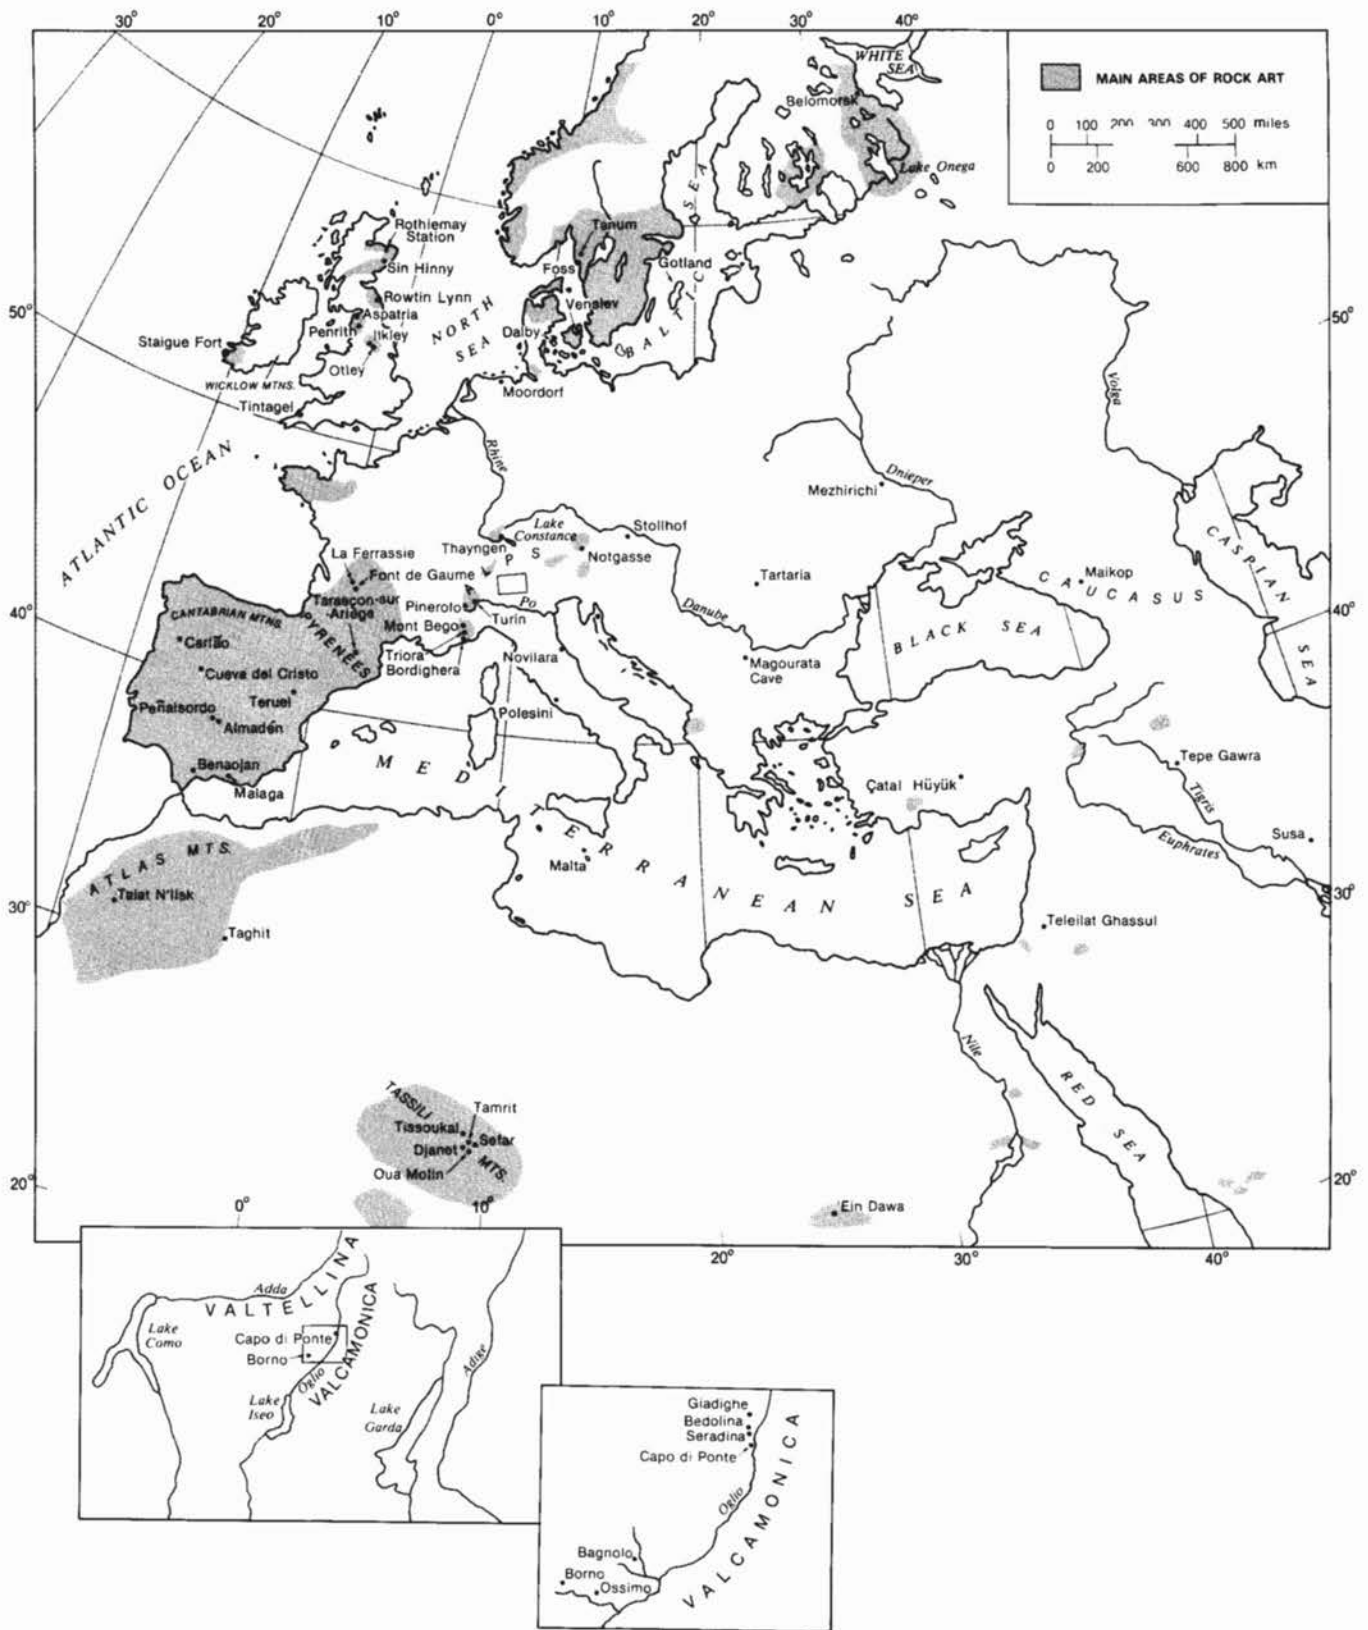 30° 20° 10° 0° 10° 20° 30° 40°
WHITE
SEA
MAIN AREAS OF ROCK ART
0 100 200 300 400 500 miles
0 200 600 800 km
Belomorsk
Lake Onega
Rothiemay
Station
Sin Hinny
Rowtin Lynn
Aspatria
Penrith
Ilkley
Otley
Staigue Fort
WICKLOW MTNS.
Tintagel
NORTH
SEA
Tanum
Foss
Gotland
Venslev
Dalby
BALTIC SEA
Moordorf
50°
50°
ATLANTIC OCEAN
Rhine
Volga
Dnieper
Mezhirichi
Lake
Constance
Stollhof
Thayngen
P S
Notgasse
La Ferrassie
Font de Gaume
Tarascon-sur
Ariège
PYRENÉES
CANTABRIAN MTNS.
Cartão
Cueva del Cristo
Teruel
Peñalsordo
Almadén
Benaojan
Malaga
Pinerolo
Mont Bego
Turin
Po
Triora
Bordighera
Novilara
Polesini
Tartaria
Danube
Magourata
Cave
BLACK SEA
Maikop
CAUCASUS
CASPIAN
SEA
40°
40°
MEDITERRANEAN SEA
Malta
Çatal Hüyük
Tepe Gawra
Tigris
Euphrates
Susa
ATLAS MTS.
Talat N'Iisk
Taghit
30°
30°
Teleilat Ghassul
Nile
RED
SEA
TASSILI
MTS.
Tamrit
Tissoukal
Sefar
Djanet
Oua Molin
'Ein Dawa
20°
20°
0° 10° 20° 30° 40°
VALTELLINA
Adda
Lake
Como
Capo di Ponte
Borno
Oglio
VALCAMONICA
Lake
Iseo
Lake
Garda
Adige
Giadighe
Bedolina
Seradina
Capo di Ponte
Oglio
VALCAMONICA
Bagnolo
Borno
Ossimo